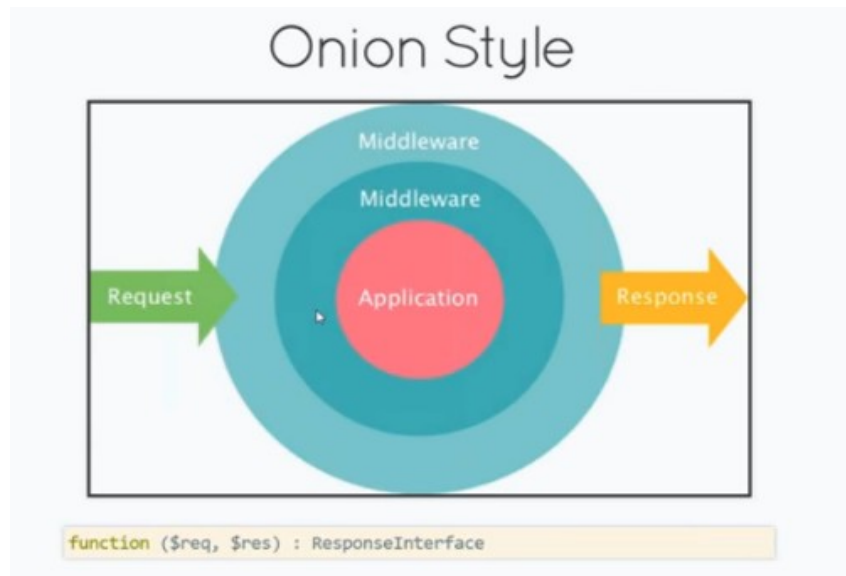 Onion Style
Middleware
Middleware
Request
Application
Response
function ($req, $res) : ResponseInterface